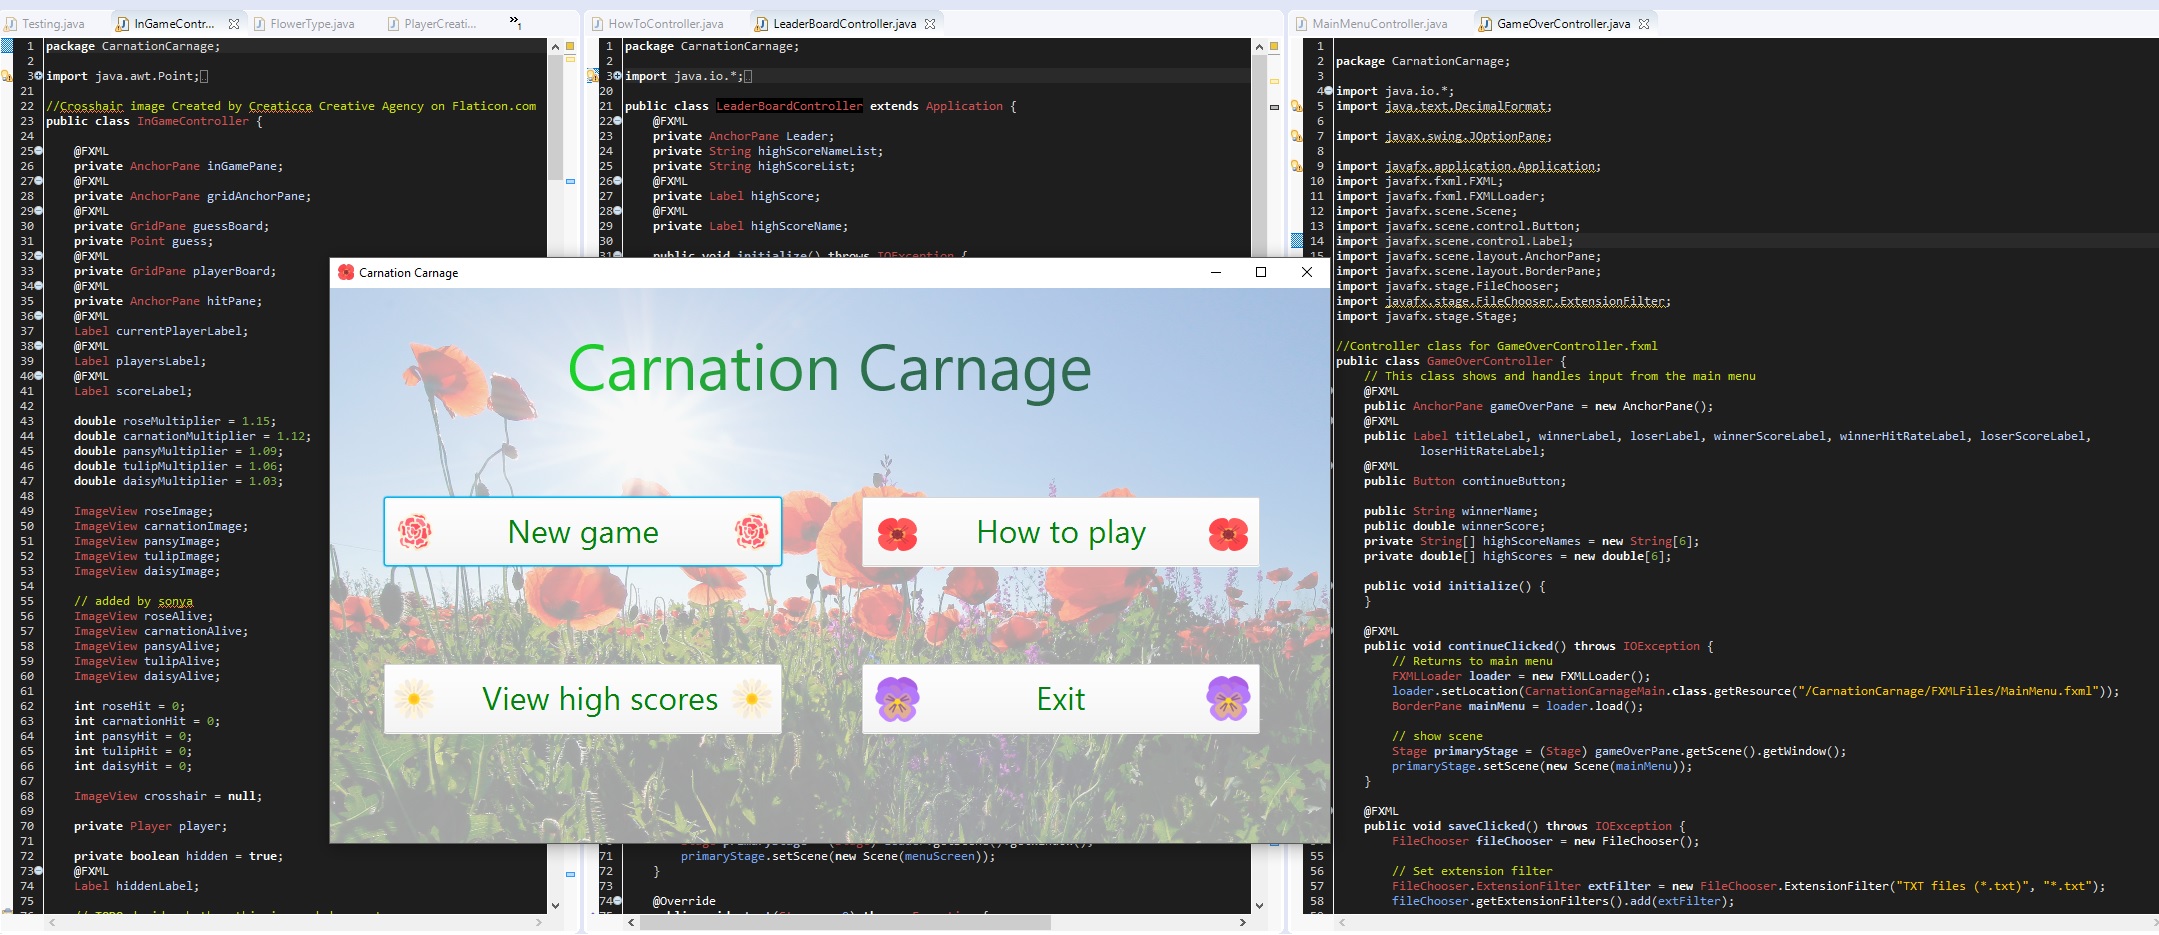 Testing.java
InGameContr...
FlowerType.java
PlayerCreati...
»1
1 package CarnationCarnage;
2
3 import java.awt.Point;
21
22 //Crosshair image Created by Creaticca Creative Agency on Flaticon.com
23 public class InGameController {
24
25 @FXML
26 private AnchorPane inGamePane;
27 @FXML
28 private AnchorPane gridAnchorPane;
29 @FXML
30 private GridPane guessBoard;
31 private Point guess;
32 @FXML
33 private GridPane playerBoard;
34 @FXML
35 private AnchorPane hitPane;
36 @FXML
37 Label currentPlayerLabel;
38 @FXML
39 Label playersLabel;
40 @FXML
41 Label scoreLabel;
42
43 double roseMultiplier = 1.15;
44 double carnationMultiplier = 1.12;
45 double pansyMultiplier = 1.09;
46 double tulipMultiplier = 1.06;
47 double daisyMultiplier = 1.03;
48
49 ImageView roseImage;
50 ImageView carnationImage;
51 ImageView pansyImage;
52 ImageView tulipImage;
53 ImageView daisyImage;
54
55 // added by sonya
56 ImageView roseAlive;
57 ImageView carnationAlive;
58 ImageView pansyAlive;
59 ImageView tulipAlive;
60 ImageView daisyAlive;
61
62 int roseHit = 0;
63 int carnationHit = 0;
64 int pansyHit = 0;
65 int tulipHit = 0;
66 int daisyHit = 0;
67
68 ImageView crosshair = null;
69
70 private Player player;
71
72 private boolean hidden = true;
73 @FXML
74 Label hiddenLabel;
75
HowToController.java
LeaderBoardController.java
1 package CarnationCarnage;
2
3 import java.io.*;
20
21 public class LeaderBoardController extends Application {
22 @FXML
23 private AnchorPane Leader;
24 private String highScoreNameList;
25 private String highScoreList;
26 @FXML
27 private Label highScore;
28 @FXML
29 private Label highScoreName;
30
31 public void initialize() throws IOException {
71 primaryStage.setScene(new Scene(menuScreen));
72 }
73
74 @Override
MainMenuController.java
GameOverController.java
1
2 package CarnationCarnage;
3
4 import java.io.*;
5 import java.text.DecimalFormat;
6
7 import javax.swing.JOptionPane;
8
9 import javafx.application.Application;
10 import javafx.fxml.FXML;
11 import javafx.fxml.FXMLLoader;
12 import javafx.scene.Scene;
13 import javafx.scene.control.Button;
14 import javafx.scene.control.Label;
15 import javafx.scene.layout.AnchorPane;
import javafx.scene.layout.BorderPane;
import javafx.stage.FileChooser;
import javafx.stage.FileChooser.ExtensionFilter;
import javafx.stage.Stage;
//Controller class for GameOverController.fxml
public class GameOverController {
// This class shows and handles input from the main menu
@FXML
public AnchorPane gameOverPane = new AnchorPane();
@FXML
public Label titleLabel, winnerLabel, loserLabel, winnerScoreLabel, winnerHitRateLabel, loserScoreLabel,
loserHitRateLabel;
@FXML
public Button continueButton;
public String winnerName;
public double winnerScore;
private String[] highScoreNames = new String[6];
private double[] highScores = new double[6];
public void initialize() {
}
@FXML
public void continueClicked() throws IOException {
// Returns to main menu
FXMLLoader loader = new FXMLLoader();
loader.setLocation(CarnationCarnageMain.class.getResource("/CarnationCarnage/FXMLFiles/MainMenu.fxml"));
BorderPane mainMenu = loader.load();
// show scene
Stage primaryStage = (Stage) gameOverPane.getScene().getWindow();
primaryStage.setScene(new Scene(mainMenu));
}
@FXML
public void saveClicked() throws IOException {
FileChooser fileChooser = new FileChooser();
55
56 // Set extension filter
57 FileChooser.ExtensionFilter extFilter = new FileChooser.ExtensionFilter("TXT files (*.txt)", "*.txt");
58 fileChooser.getExtensionFilters().add(extFilter);
Carnation Carnage
Carnation Carnage
New game
How to play
View high scores
Exit